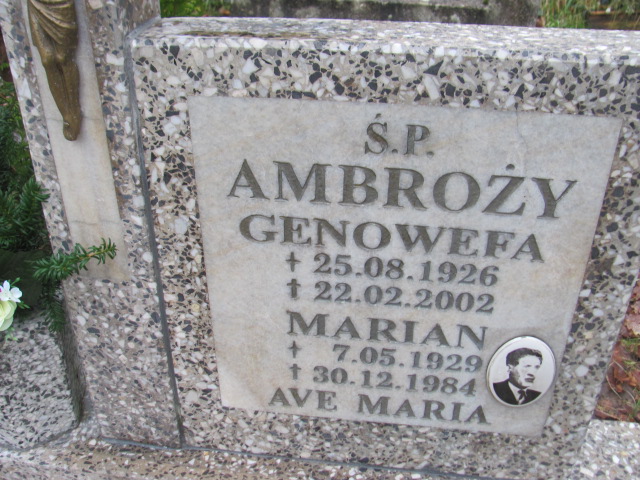 Ś.P.
AMBROŻY
GENOWEFA
† 25.08.1926
† 22.02.2002
MARIAN
† 7.05.1929
† 30.12.1984
AVE MARIA